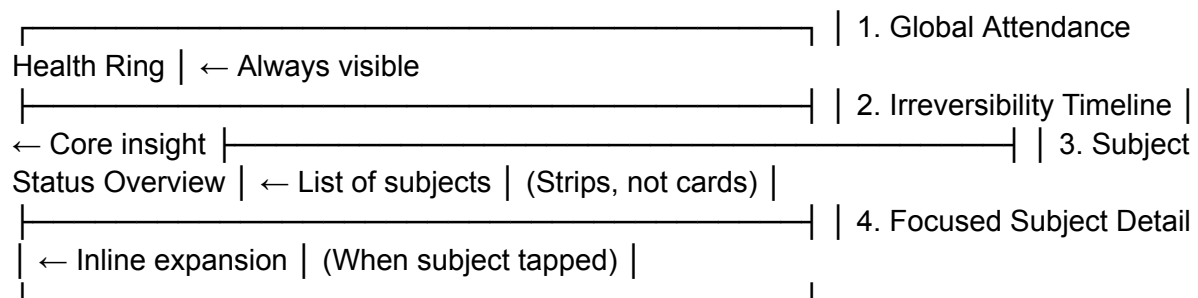 ┌──────────────────────────────────────┐ │ 1. Global Attendance
Health Ring │ ← Always visible
├──────────────────────────────────────┤ │ 2. Irreversibility Timeline │
← Core insight ├──────────────────────────────────────┤ │ 3. Subject
Status Overview │ ← List of subjects │ (Strips, not cards) │
├──────────────────────────────────────┤ │ 4. Focused Subject Detail
│ ← Inline expansion │ (When subject tapped) │